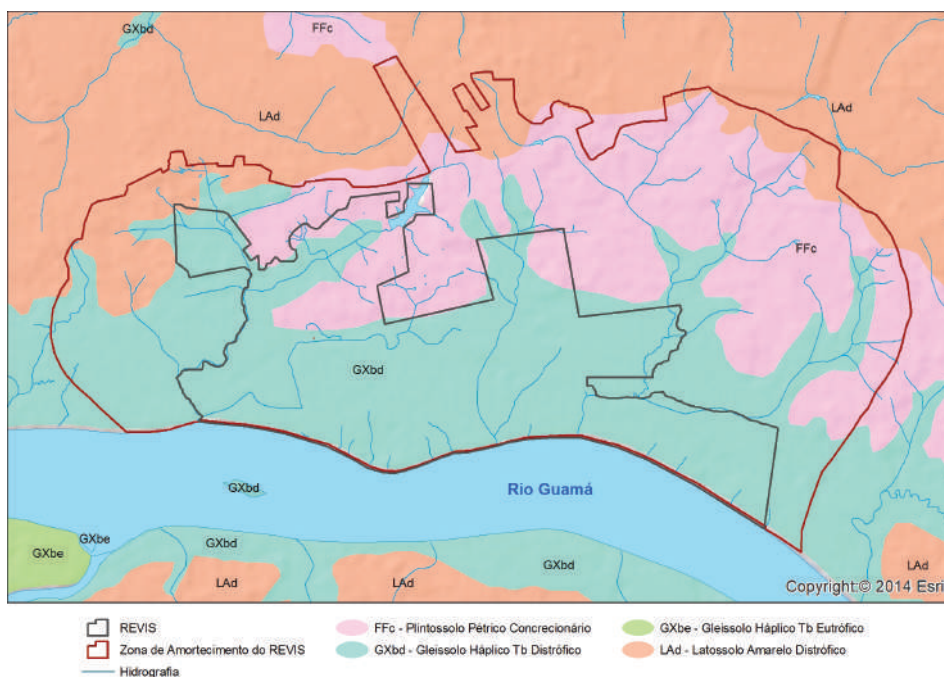 GXbd
FFc
LAd
LAd
FFc
GXbd
GXbd
Rio Guamá
GXbe
GXbe
GXbd
LAd
LAd
GXbd
LAd
Copyright:© 2014 Esri
REVIS
Zona de Amortecimento do REVIS
Hidrografia
FFc - Plintossolo Pétrico Concrecionário
GXbd - Gleissolo Háplico Tb Distrófico
GXbe - Gleissolo Háplico Tb Eutrófico
LAd - Latossolo Amarelo Distrófico